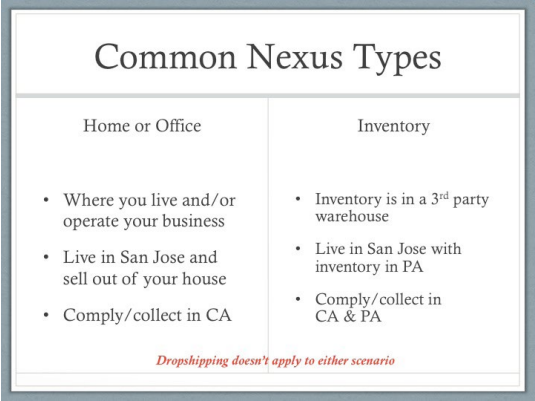 Common Nexus Types
Home or Office
• Where you live and/or
operate your business
• Live in San Jose and
sell out of your house
• Comply/collect in CA
Inventory
• Inventory is in a 3rd party
warehouse
• Live in San Jose with
inventory in PA
• Comply/collect in
CA & PA
Dropshipping doesn't apply to either scenario